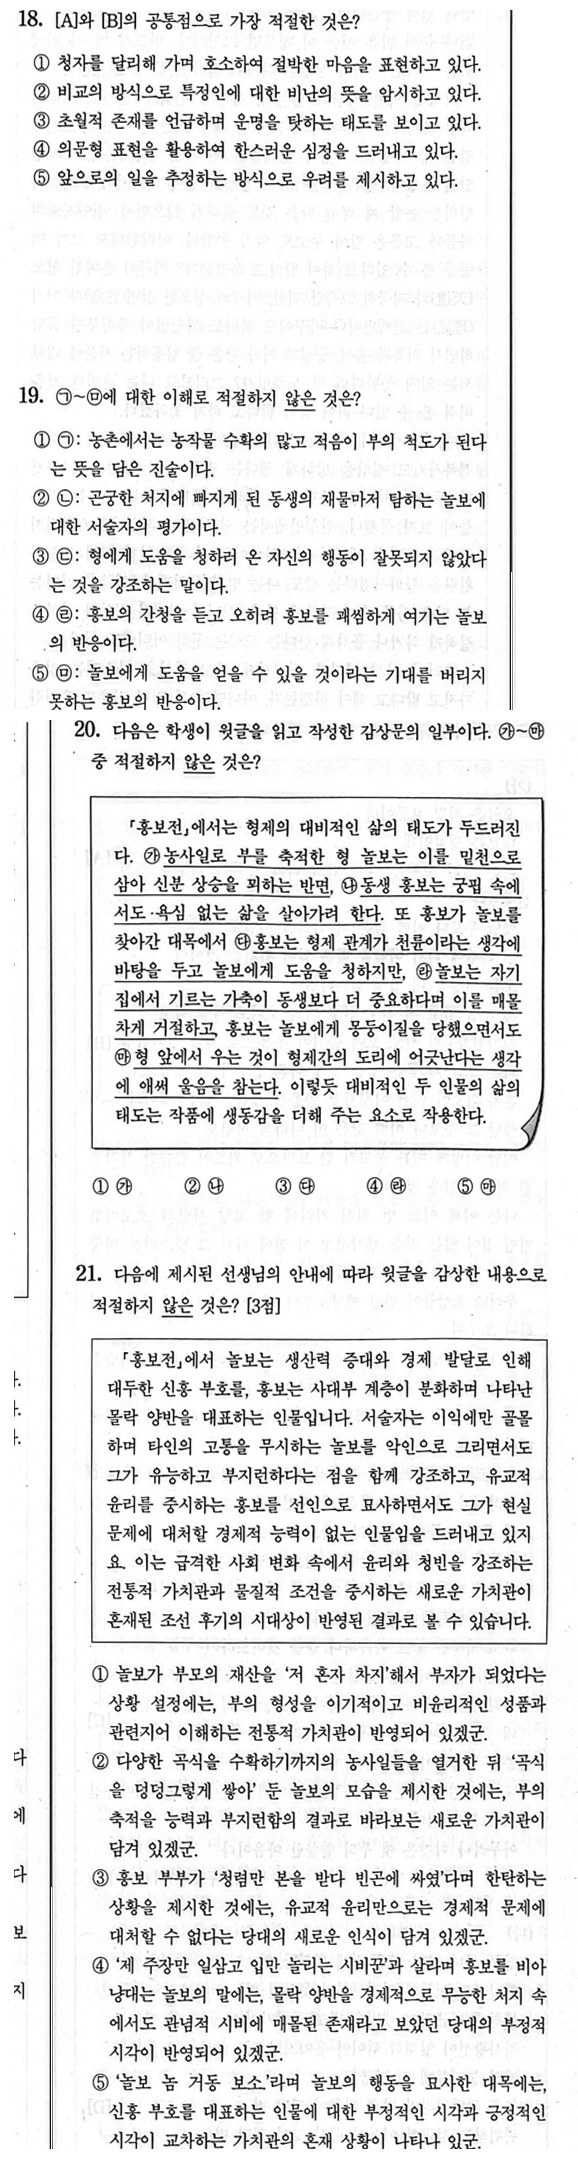 18. [A]와 [B]의 공통점으로 가장 적절한 것은?
① 청자를 달리해 가며 호소하여 절박한 마음을 표현하고 있다.
② 비교의 방식으로 특정인에 대한 비난의 뜻을 암시하고 있다.
③ 초월적 존재를 언급하며 운명을 탓하는 태도를 보이고 있다.
④ 의문형 표현을 활용하여 한스러운 심정을 드러내고 있다.
⑤ 앞으로의 일을 추정하는 방식으로 우려를 제시하고 있다.
19. ㉠~㉤에 대한 이해로 적절하지 않은 것은?
① ㉠: 농촌에서는 농작물 수확의 많고 적음이 부의 척도가 된다
는 뜻을 담은 진술이다.
② ㉡: 곤궁한 처지에 빠지게 된 동생의 재물마저 탐하는 놀보에
대한 서술자의 평가이다.
③ ㉢: 형에게 도움을 청하러 온 자신의 행동이 잘못되지 않았다
는 것을 강조하는 말이다.
④ ㉣: 흥보의 간청을 듣고 오히려 흥보를 괘씸하게 여기는 놀보
의 반응이다.
⑤ ㉤: 놀보에게 도움을 얻을 수 있을 것이라는 기대를 버리지
못하는 흥보의 반응이다.
20. 다음은 학생이 윗글을 읽고 작성한 감상문의 일부이다. ㉮~㉳
중 적절하지 않은 것은?
「흥보전」에서는 형제의 대비적인 삶의 태도가 두드러진
다. ㉮농사일로 부를 축적한 형 놀보는 이를 밑천으로
삼아 신분 상승을 꾀하는 반면, ㉯동생 흥보는 궁핍 속에
서도 욕심 없는 삶을 살아가려 한다. 또 흥보가 놀보를
찾아간 대목에서 ㉰흥보는 형제 관계가 천륜이라는 생각에
바탕을 두고 놀보에게 도움을 청하지만, ㉱놀보는 자기
집에서 기르는 가축이 동생보다 더 중요하다며 이를 매몰
차게 거절하고, 흥보는 놀보에게 몽둥이질을 당했으면서도
㉲형 앞에서 우는 것이 형제간의 도리에 어긋난다는 생각
에 애써 울음을 참는다. 이렇듯 대비적인 두 인물의 삶의
태도는 작품에 생동감을 더해 주는 요소로 작용한다.
① ㉮ ② ㉯ ③ ㉰ ④ ㉱ ⑤ ㉲
21. 다음에 제시된 선생님의 안내에 따라 윗글을 감상한 내용으로
적절하지 않은 것은? [3점]
「흥보전」에서 놀보는 생산력 증대와 경제 발달로 인해
대두한 신흥 부호를, 흥보는 사대부 계층이 분화하며 나타난
몰락 양반을 대표하는 인물입니다. 서술자는 이익에만 골몰
하며 타인의 고통을 무시하는 놀보를 악인으로 그리면서도
그가 유능하고 부지런하다는 점을 함께 강조하고, 유교적
윤리를 중시하는 흥보를 선인으로 묘사하면서도 그가 현실
문제에 대처할 경제적 능력이 없는 인물임을 드러내고 있지
요. 이는 급격한 사회 변화 속에서 윤리와 청빈을 강조하는
전통적 가치관과 물질적 조건을 중시하는 새로운 가치관이
혼재된 조선 후기의 시대상이 반영된 결과로 볼 수 있습니다.
① 놀보가 부모의 재산을 '저 혼자 차지'해서 부자가 되었다는
상황 설정에는, 부의 형성을 이기적이고 비윤리적인 성품과
관련지어 이해하는 전통적 가치관이 반영되어 있겠군.
② 다양한 곡식을 수확하기까지의 농사일들을 열거한 뒤 '곡식
을 덩덩그렇게 쌓아' 둔 놀보의 모습을 제시한 것에는, 부의
축적을 능력과 부지런함의 결과로 바라보는 새로운 가치관이
담겨 있겠군.
③ 흥보 부부가 '청렴만 본을 받다 빈곤에 싸였'다며 한탄하는
상황을 제시한 것에는, 유교적 윤리만으로는 경제적 문제에
대처할 수 없다는 당대의 새로운 인식이 담겨 있겠군.
④ '제 주장만 일삼고 입만 놀리는 시비꾼'과 살라며 흥보를 비아
냥대는 놀보의 말에는, 몰락 양반을 경제적으로 무능한 처지 속
에서도 관념적 시비에 매몰된 존재라고 보았던 당대의 부정적
시각이 반영되어 있겠군.
⑤ '놀보 놈 거동 보소'라며 놀보의 행동을 묘사한 대목에는,
신흥 부호를 대표하는 인물에 대한 부정적인 시각과 긍정적인
시각이 교차하는 가치관의 혼재 상황이 나타나 있군.